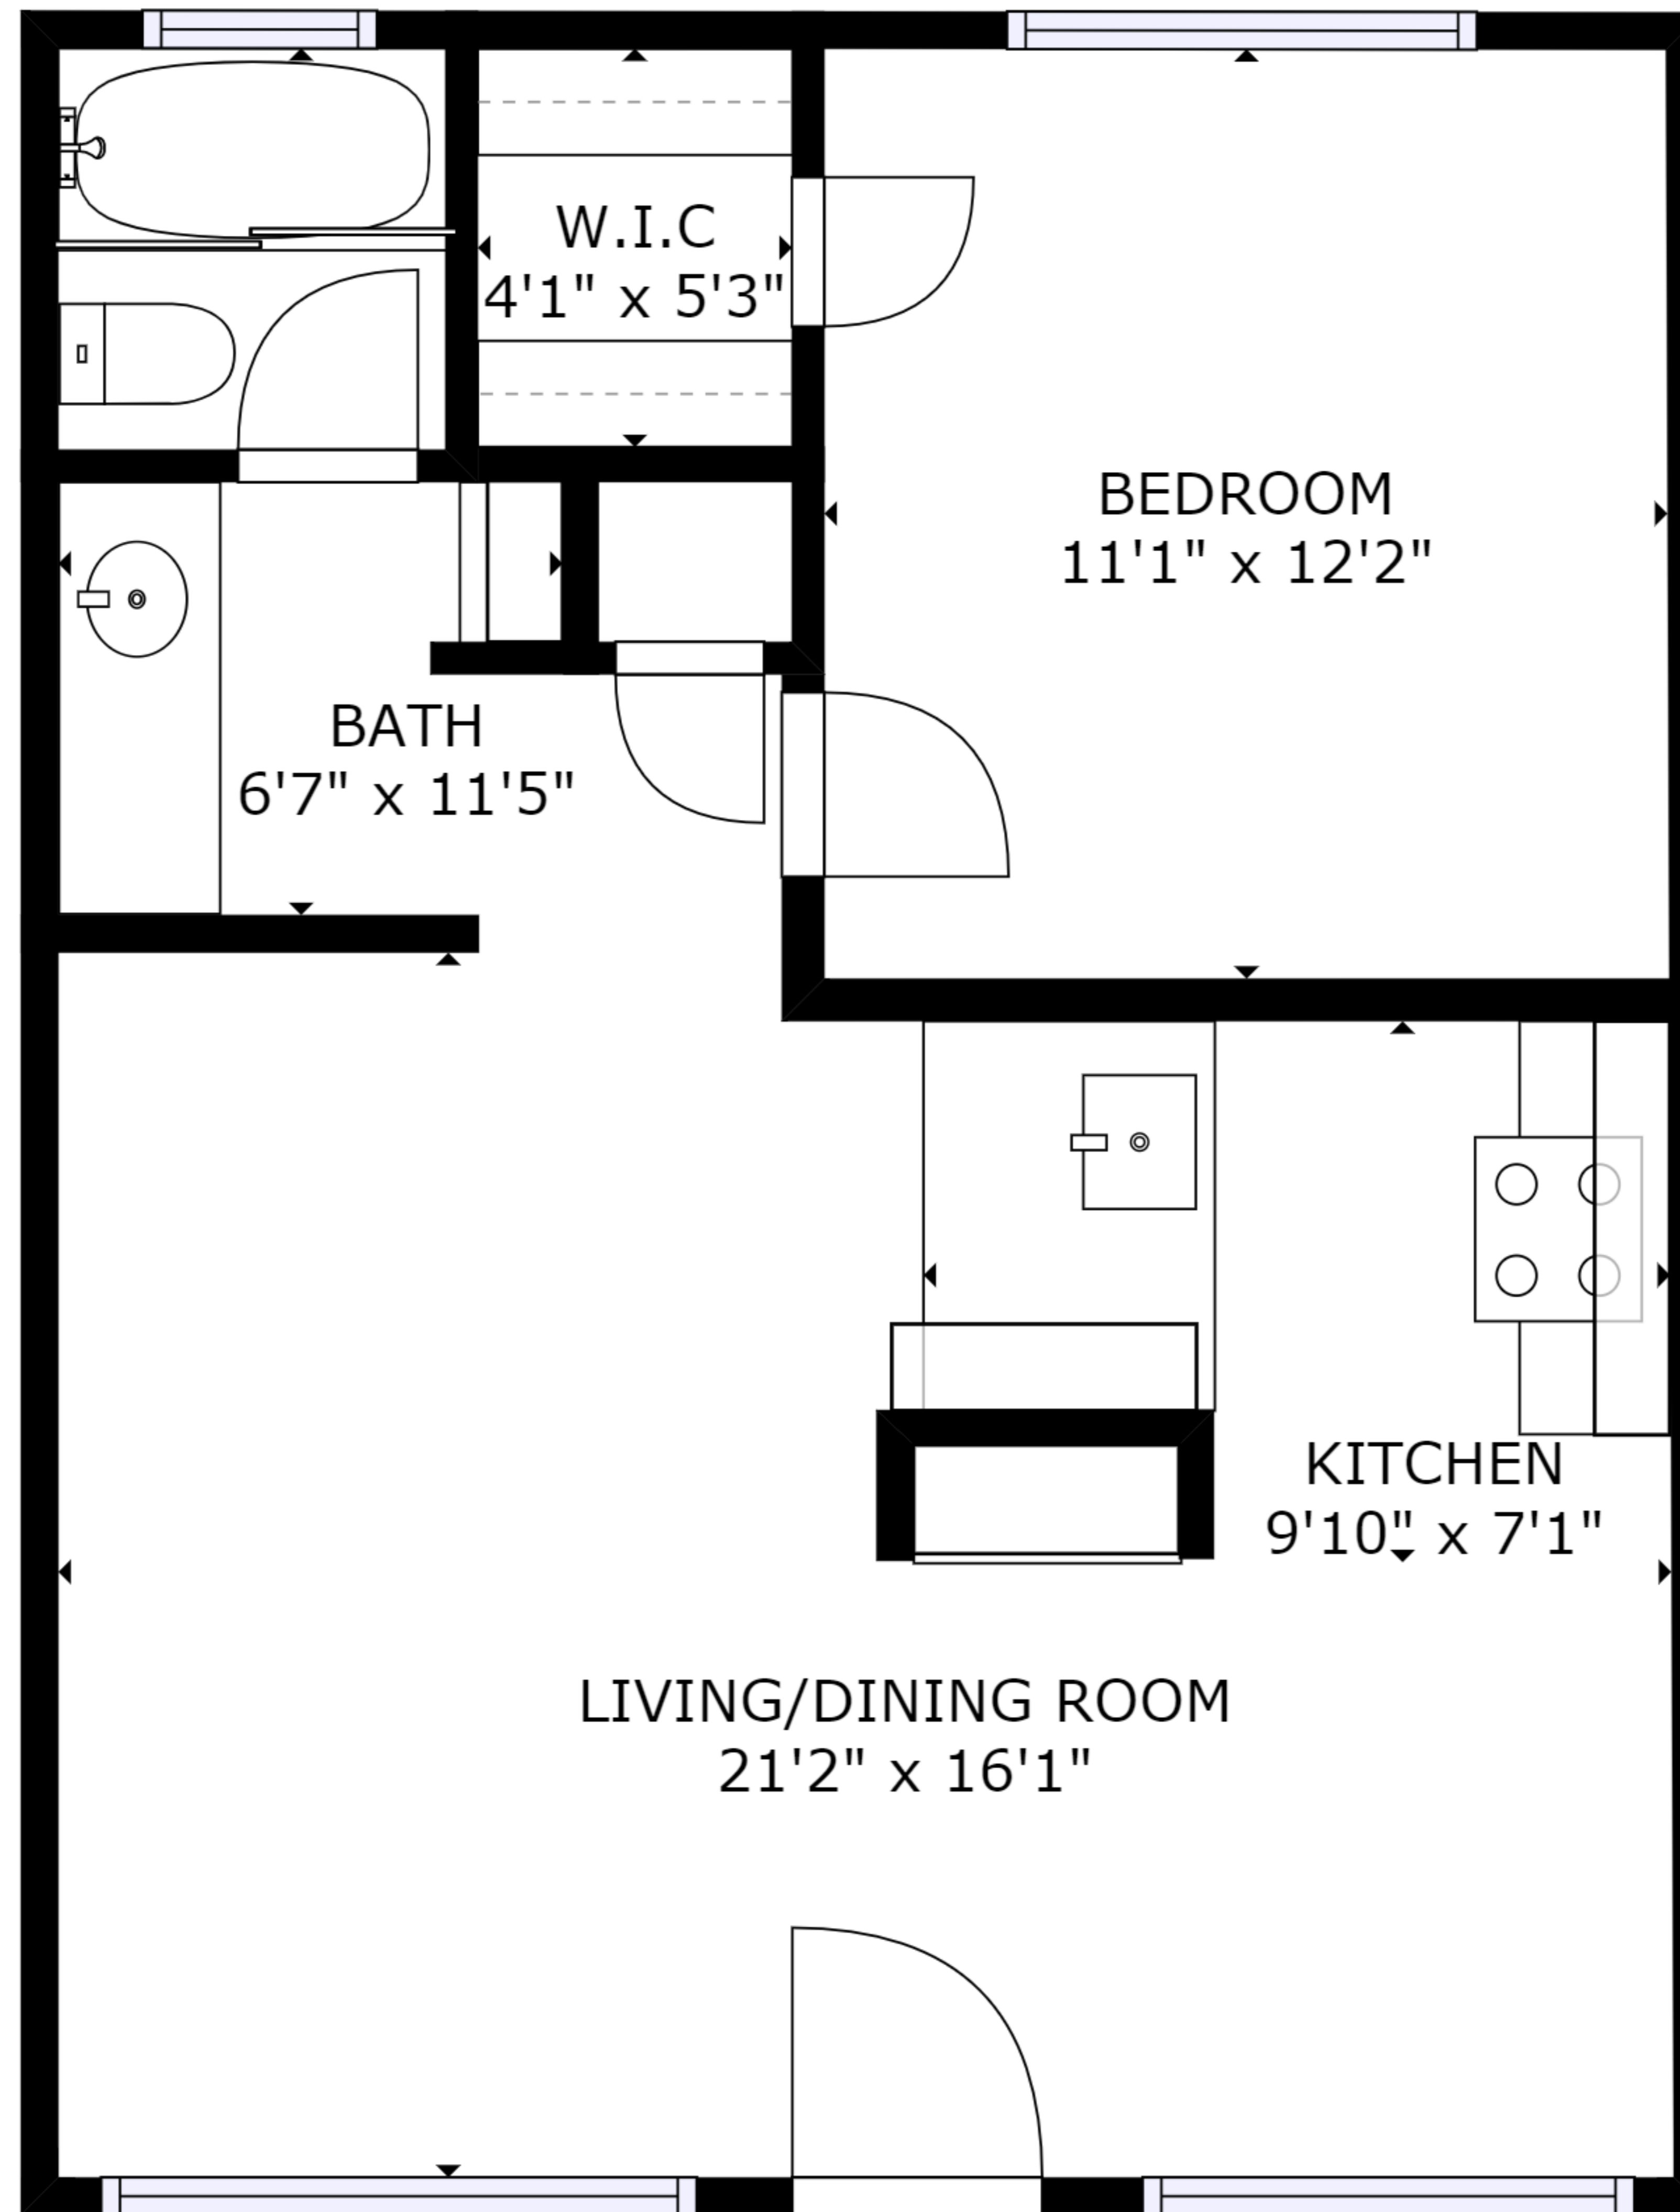 W.I.C
4'1" x 5'3"
BEDROOM
11'1" x 12'2"
BATH
6'7" x 11'5"
KITCHEN
9'10" x 7'1"
LIVING/DINING ROOM
21'2" x 16'1"